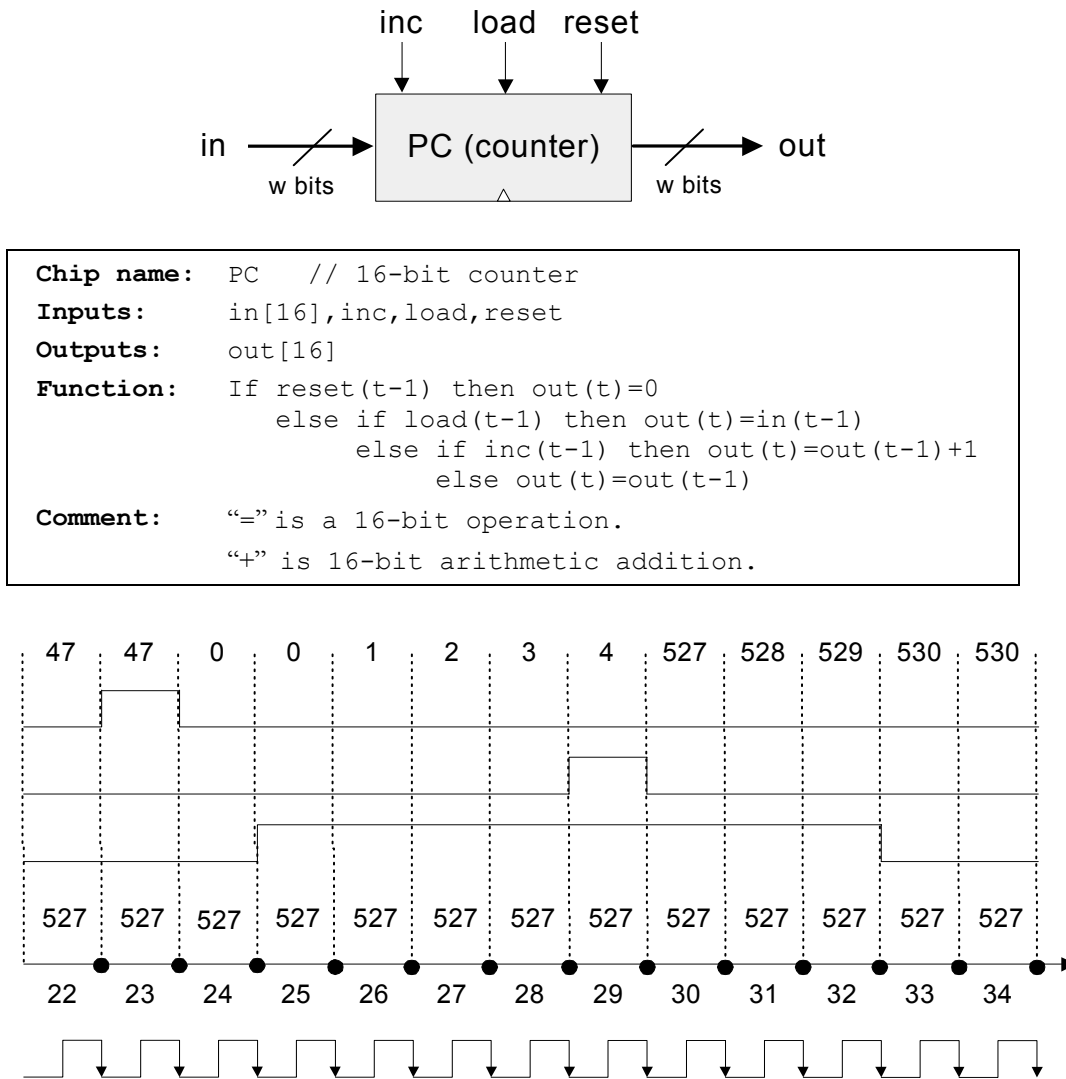 inc load reset
in PC (counter) out
w bits w bits
Chip name: PC // 16-bit counter
Inputs: in[16],inc,load,reset
Outputs: out[16]
Function: If reset(t-1) then out(t)=0
else if load(t-1) then out(t)=in(t-1)
else if inc(t-1) then out(t)=out(t-1)+1
else out(t)=out(t-1)
Comment: “=” is a 16-bit operation.
“+” is 16-bit arithmetic addition.
47 47 0 0 1 2 3 4 527 528 529 530 530
527 527 527 527 527 527 527 527 527 527 527 527 527
22 23 24 25 26 27 28 29 30 31 32 33 34